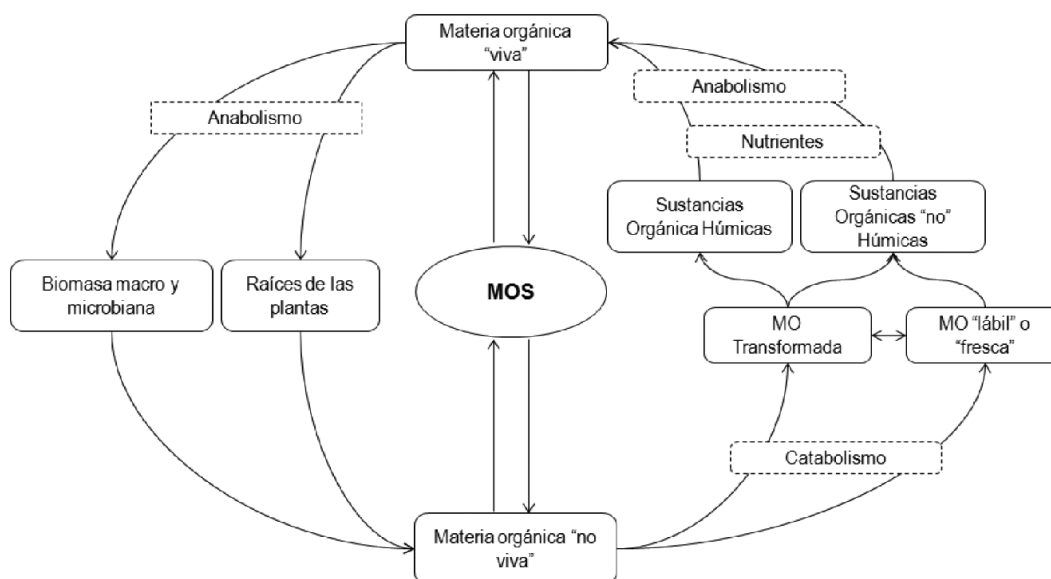 Materia orgánica
“viva”
Anabolismo
Anabolismo
Nutrientes
Sustancias
Orgánica Húmicas
Sustancias
Orgánicas “no”
Húmicas
Biomasa macro y
microbiana
Raíces de las
plantas
MOS
MO
Transformada
MO “lábil” o
“fresca”
Catabolismo
Materia orgánica “no
viva”